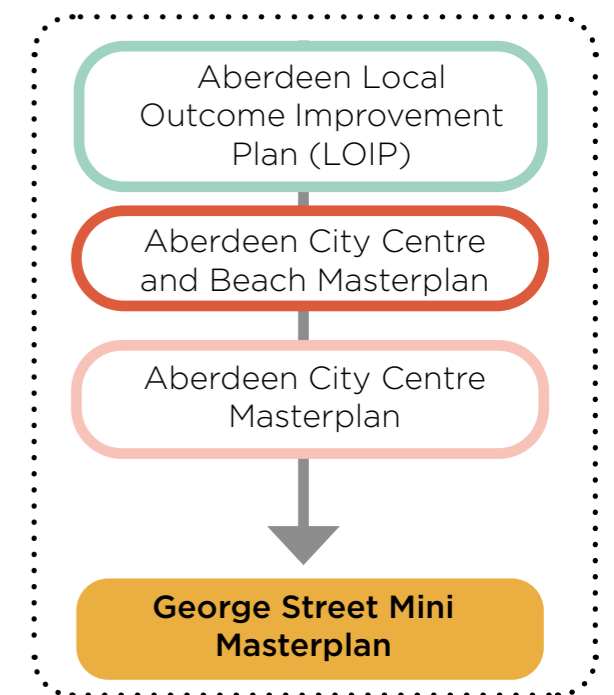 Aberdeen Local
Outcome Improvement
Plan (LOIP)
Aberdeen City Centre
and Beach Masterplan
Aberdeen City Centre
Masterplan
George Street Mini
Masterplan